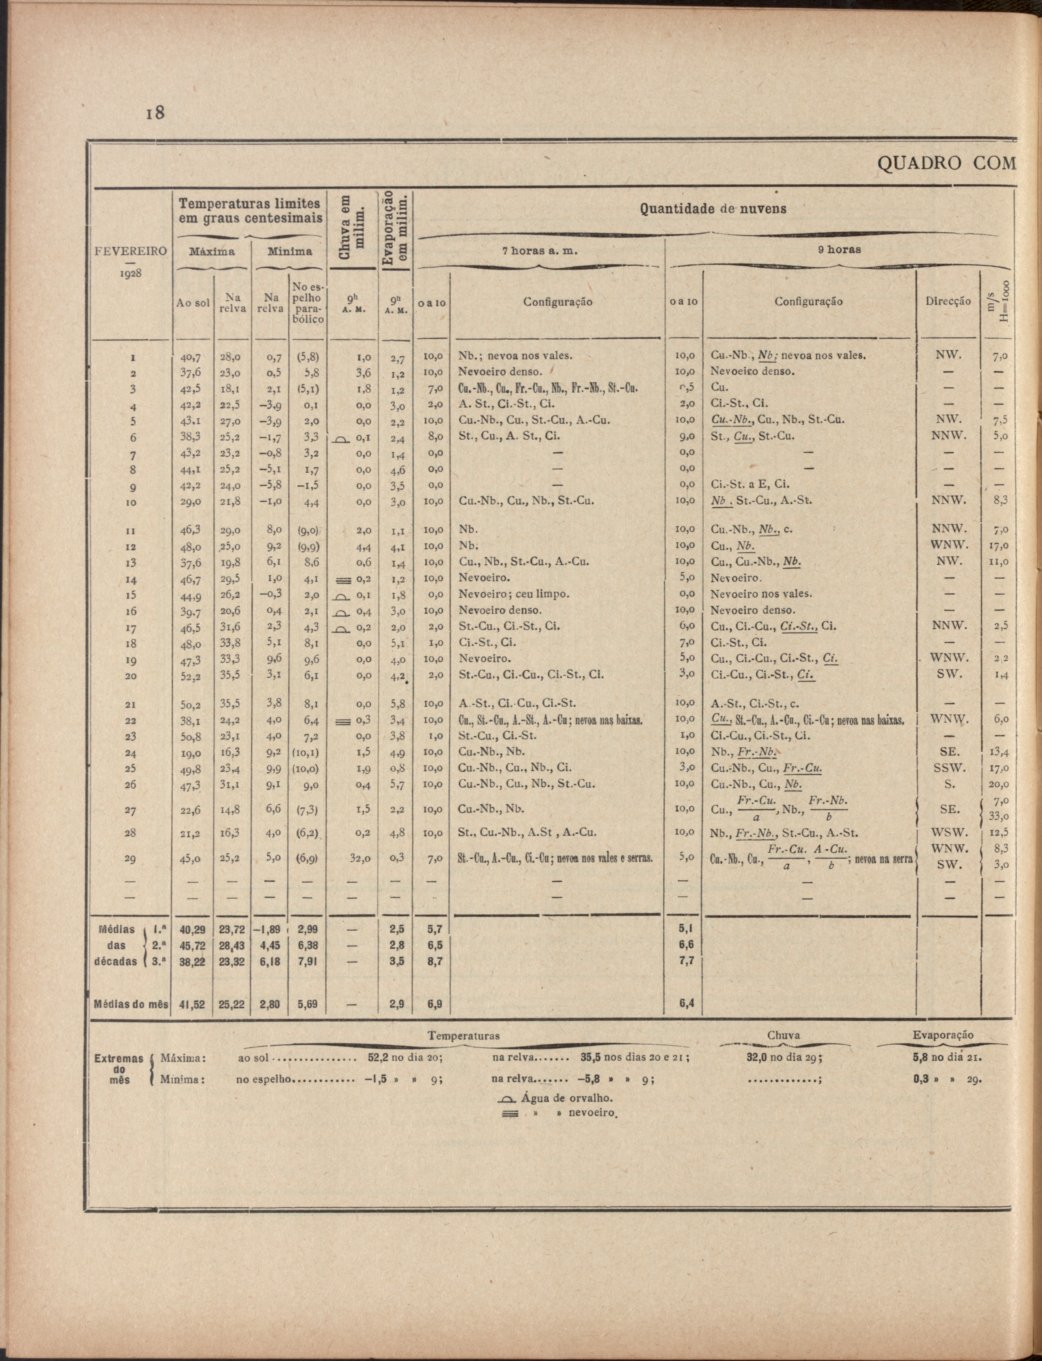 18
QUADRO COM
FEVEREIRO
—
1928
Temperaturas limites
em graus centesimais
Chuva em
milim.
Evaporação
em milim.
Quantidade de nuvens
Máxima Mínima 7 horas a. m. 9 horas
Ao sol Na relva Na relva No espelho parabólico 9h A. M. 9h A. M. 0 a 10 Configuração 0 a 10 Configuração Direcção m/s H=1000
1 40,7 28,0 0,7 (5,8) 1,0 2,7 10,0 Nb.; nevoa nos vales. 10,0 Cu.-Nb., Nb; nevoa nos vales. NW. 7,0
2 37,6 23,0 0,5 5,8 3,6 1,2 10,0 Nevoeiro denso. 10,0 Nevoeiro denso. — —
3 42,5 18,1 2,1 (5,1) 1,8 1,2 7,0 Cu.-Nb., Cu., Fr.-Cu., Nb., Fr.-Nb., St.-Cu. 0,5 Cu. — —
4 42,2 22,5 —3,9 0,1 0,0 3,0 2,0 A. St., Ci.-St., Ci. 2,0 Ci.-St., Ci. — —
5 43,1 27,0 —3,9 2,0 0,0 2,2 10,0 Cu.-Nb., Cu., St.-Cu., A.-Cu. 10,0 Cu.-Nb., Cu., Nb., St.-Cu. NW. 7,5
6 38,3 25,2 —1,7 3,3 0,1 2,4 8,0 St., Cu., A. St., Ci. 9,0 St., Cu., St.-Cu. NNW. 5,0
7 43,2 23,2 —0,8 3,2 0,0 1,4 0,0 — 0,0 — — —
8 44,1 25,2 —5,1 1,7 0,0 4,6 0,0 — 0,0 — — —
9 42,2 24,0 —5,8 —1,5 0,0 3,5 0,0 — 0,0 Ci.-St. a E, Ci. — —
10 29,0 21,8 —1,0 4,4 0,0 3,0 10,0 Cu.-Nb., Cu., Nb., St.-Cu. 10,0 Nb., St.-Cu., A.-St. NNW. 8,3
11 46,3 29,0 8,0 (9,0) 2,0 1,1 10,0 Nb. 10,0 Cu.-Nb., Nb., c. NNW. 7,0
12 48,0 25,0 9,2 (9,9) 4,4 4,1 10,0 Nb. 10,0 Cu., Nb. WNW. 17,0
13 37,6 19,8 6,1 8,6 0,6 1,4 10,0 Cu., Nb., St.-Cu., A.-Cu. 10,0 Cu., Cu.-Nb., Nb. NW. 11,0
14 46,7 29,5 1,0 4,1 0,2 1,2 10,0 Nevoeiro. 5,0 Nevoeiro. — —
15 44,9 26,2 —0,3 2,0 0,1 1,8 0,0 Nevoeiro; ceu limpo. 0,0 Nevoeiro nos vales. — —
16 39,7 20,6 0,4 2,1 0,4 3,0 10,0 Nevoeiro denso. 10,0 Nevoeiro denso. — —
17 46,5 31,6 2,3 4,3 0,2 2,0 2,0 St.-Cu., Ci.-St., Ci. 6,0 Cu., Ci.-Cu., Ci.-St., Ci. NNW. 2,5
18 48,0 33,8 5,1 8,1 0,0 5,1 1,0 Ci.-St., Ci. 7,0 Ci.-St., Ci. — —
19 47,3 33,3 9,6 9,6 0,0 4,0 10,0 Nevoeiro. 5,0 Cu., Ci.-Cu., Ci.-St., Ci. WNW. 2,2
20 52,2 35,5 3,1 6,1 0,0 4,2 2,0 St.-Cu., Ci.-Cu., Ci.-St., Ci. 3,0 Ci.-Cu., Ci.-St., Ci. SW. 1,4
21 50,2 35,5 3,8 8,1 0,0 5,8 10,0 A.-St., Ci.-Cu., Ci.-St. 10,0 A.-St., Ci.-St., c. — —
22 38,1 24,2 4,0 6,4 0,3 3,4 10,0 Cu., St.-Cu., A.-St., A.-Cu; nevoa nas baixas. 10,0 Cu., St.-Cu., A.-Cu., Ci.-Cu; nevoa nas baixas. WNW. 6,0
23 50,8 23,1 4,0 7,2 0,0 3,8 1,0 St.-Cu., Ci.-St. 1,0 Ci.-Cu., Ci.-St., Ci. — —
24 19,0 16,3 9,2 (10,1) 1,5 4,9 10,0 Cu.-Nb., Nb. 10,0 Nb., Fr.-Nb. SE. 13,4
25 49,8 23,4 9,9 (10,0) 1,9 0,8 10,0 Cu.-Nb., Cu., Nb., Ci. 3,0 Cu.-Nb., Cu., Fr.-Cu. SSW. 17,0
26 47,3 31,1 9,1 9,0 0,4 5,7 10,0 Cu.-Nb., Cu., Nb., St.-Cu. 10,0 Cu.-Nb., Cu., Nb. S. 20,0
27 22,6 14,8 6,6 (7,3) 1,5 2,2 10,0 Cu.-Nb., Nb. 10,0 Cu., Fr.-Cu. a, Nb., Fr.-Nb. b SE. 7,0 33,0
28 21,2 16,3 4,0 (6,2) 0,2 4,8 10,0 St., Cu.-Nb., A.St., A.-Cu. 10,0 Nb., Fr.-Nb., St.-Cu., A.-St. WSW. 12,5
29 45,0 25,2 5,0 (6,9) 32,0 0,3 7,0 St.-Cu., A.-Cu., Ci.-Cu; nevoa nos vales e serras. 5,0 Cu.-Nb., Cu., Fr.-Cu. a, A-Cu. b; nevoa na serra WNW. SW. 8,3 3,0
— — — — — — — — — — — — —
— — — — — — — — — — — —
Médias das décadas
1.ª 40,29 23,72 —1,89 2,99 — 2,5 5,7 5,1
2.ª 45,72 28,43 4,45 6,38 — 2,8 6,5 6,6
3.ª 38,22 23,32 6,18 7,91 — 3,5 8,7 7,7
Médias do mês 41,52 25,22 2,80 5,69 — 2,9 6,9 6,4
Temperaturas Chuva Evaporação
Extremas do mês
Máxima: ao sol ................ 52,2 no dia 20; na relva....... 35,5 nos dias 20 e 21; 32,0 no dia 29; 5,8 no dia 21.
Mínima: no espelho............ —1,5 » » 9; na relva....... —5,8 » » 9; .............; 0,3 » » 29.
Água de orvalho.
» » nevoeiro.